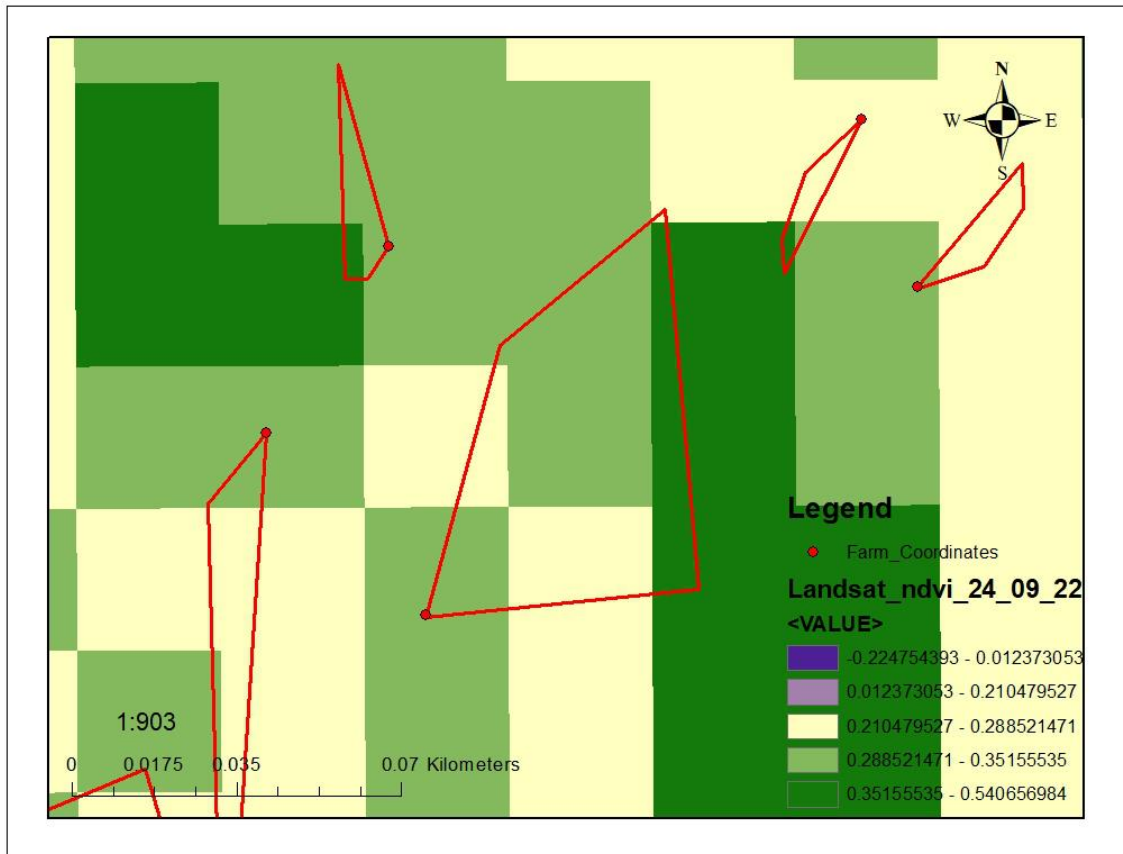 N
W E
S
Legend
Farm_Coordinates
Landsat_ndvi_24_09_22
<VALUE>
-0.224754393 - 0.012373053
0.012373053 - 0.210479527
0.210479527 - 0.288521471
0.288521471 - 0.35155535
0.35155535 - 0.540656984
1:903
0 0.0175 0.035 0.07 Kilometers